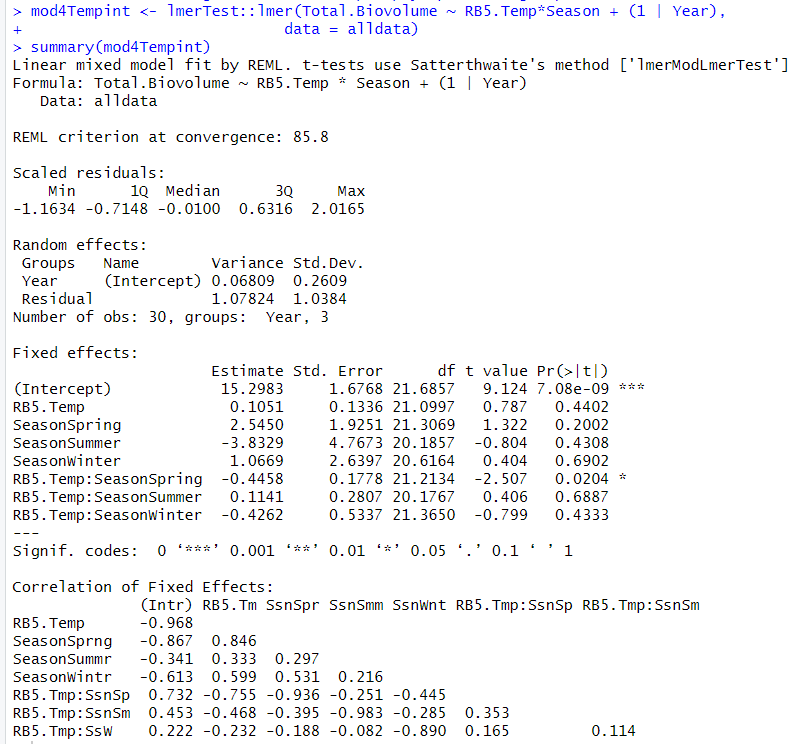 > mod4Tempint <- lmerTest::lmer(Total.Biovolume ~ RB5.Temp*Season + (1 | Year),
+                               data = alldata)
> summary(mod4Tempint)
Linear mixed model fit by REML. t-tests use Satterthwaite's method ['lmerModLmerTest']
Formula: Total.Biovolume ~ RB5.Temp * Season + (1 | Year)
   Data: alldata

REML criterion at convergence: 85.8

Scaled residuals:
    Min      1Q  Median      3Q     Max
-1.1634 -0.7148 -0.0100  0.6316  2.0165

Random effects:
 Groups   Name        Variance Std.Dev.
 Year     (Intercept) 0.06809  0.2609
 Residual             1.07824  1.0384
Number of obs: 30, groups:  Year, 3

Fixed effects:
                      Estimate Std. Error      df t value Pr(>|t|)
(Intercept)            15.2983     1.6768 21.6857   9.124 7.08e-09 ***
RB5.Temp                0.1051     0.1336 21.0997   0.787   0.4402
SeasonSpring            2.5450     1.9251 21.3069   1.322   0.2002
SeasonSummer           -3.8329     4.7673 20.1857  -0.804   0.4308
SeasonWinter            1.0669     2.6397 20.6164   0.404   0.6902
RB5.Temp:SeasonSpring  -0.4458     0.1778 21.2134  -2.507   0.0204 *
RB5.Temp:SeasonSummer   0.1141     0.2807 20.1767   0.406   0.6887
RB5.Temp:SeasonWinter  -0.4262     0.5337 21.3650  -0.799   0.4333
---
Signif. codes:  0 ‘***’ 0.001 ‘**’ 0.01 ‘*’ 0.05 ‘.’ 0.1 ‘ ’ 1

Correlation of Fixed Effects:
            (Intr) RB5.Tm SsnSpr SsnSmm SsnWnt RB5.Tmp:SsnSp RB5.Tmp:SsnSm
RB5.Temp    -0.968
SeasonSprng -0.867  0.846
SeasonSummr -0.341  0.333  0.297
SeasonWintr -0.613  0.599  0.531  0.216
RB5.Tmp:SsnSp  0.732 -0.755 -0.936 -0.251 -0.445
RB5.Tmp:SsnSm  0.453 -0.468 -0.395 -0.983 -0.285  0.353
RB5.Tmp:SsW    0.222 -0.232 -0.188 -0.082 -0.890  0.165         0.114